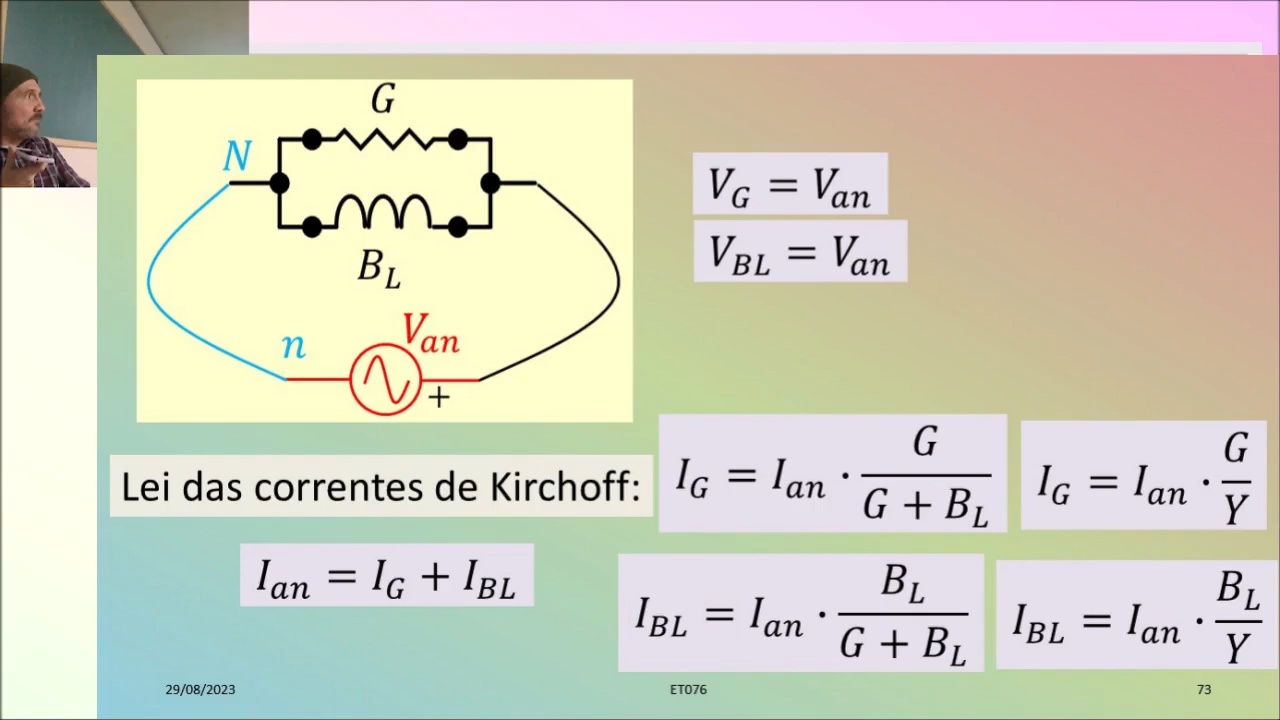 G
N
B_L
V_an
n
+
V_G = V_an
V_BL = V_an
Lei das correntes de Kirchoff:
I_an = I_G + I_BL
I_G = I_an · G / (G + B_L)
I_G = I_an · G / Y
I_BL = I_an · B_L / (G + B_L)
I_BL = I_an · B_L / Y
29/08/2023
ET076
73